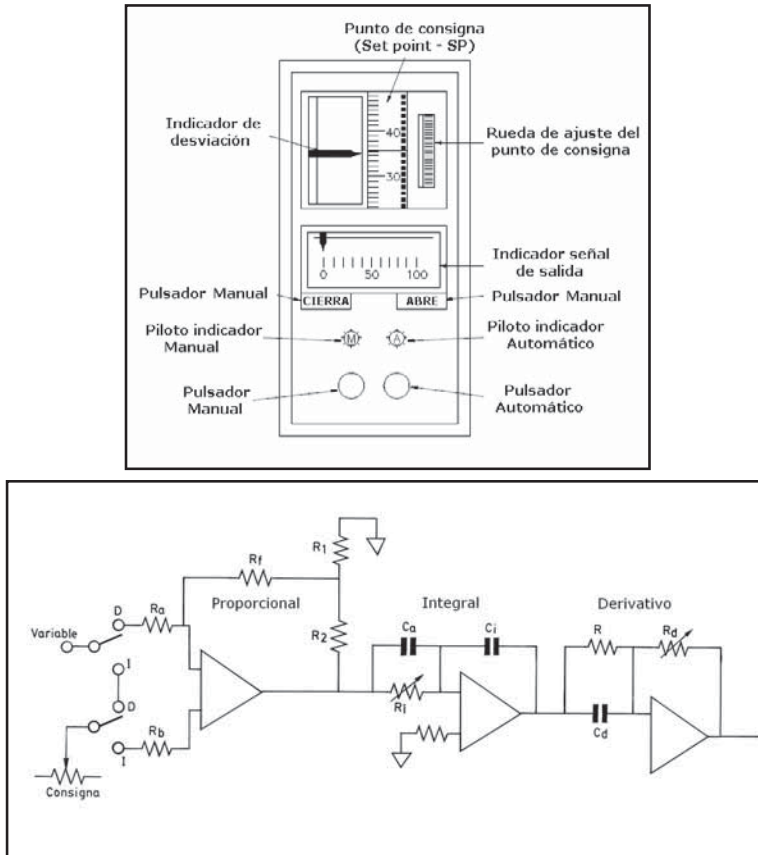 Punto de consigna
(Set point - SP)
Indicador de
desviación
40
30
Rueda de ajuste del
punto de consigna
0 50 100
Indicador señal
de salida
Pulsador Manual
CIERRA
ABRE
Pulsador Manual
Piloto indicador
Manual
M
A
Piloto indicador
Automático
Pulsador
Manual
Pulsador
Automático
R1
Rf
Proporcional
Integral
Derivativo
D
Ra
Variable
R2
Ca
Ci
R
Rd
I
D
Ri
Cd
Rb
I
Consigna